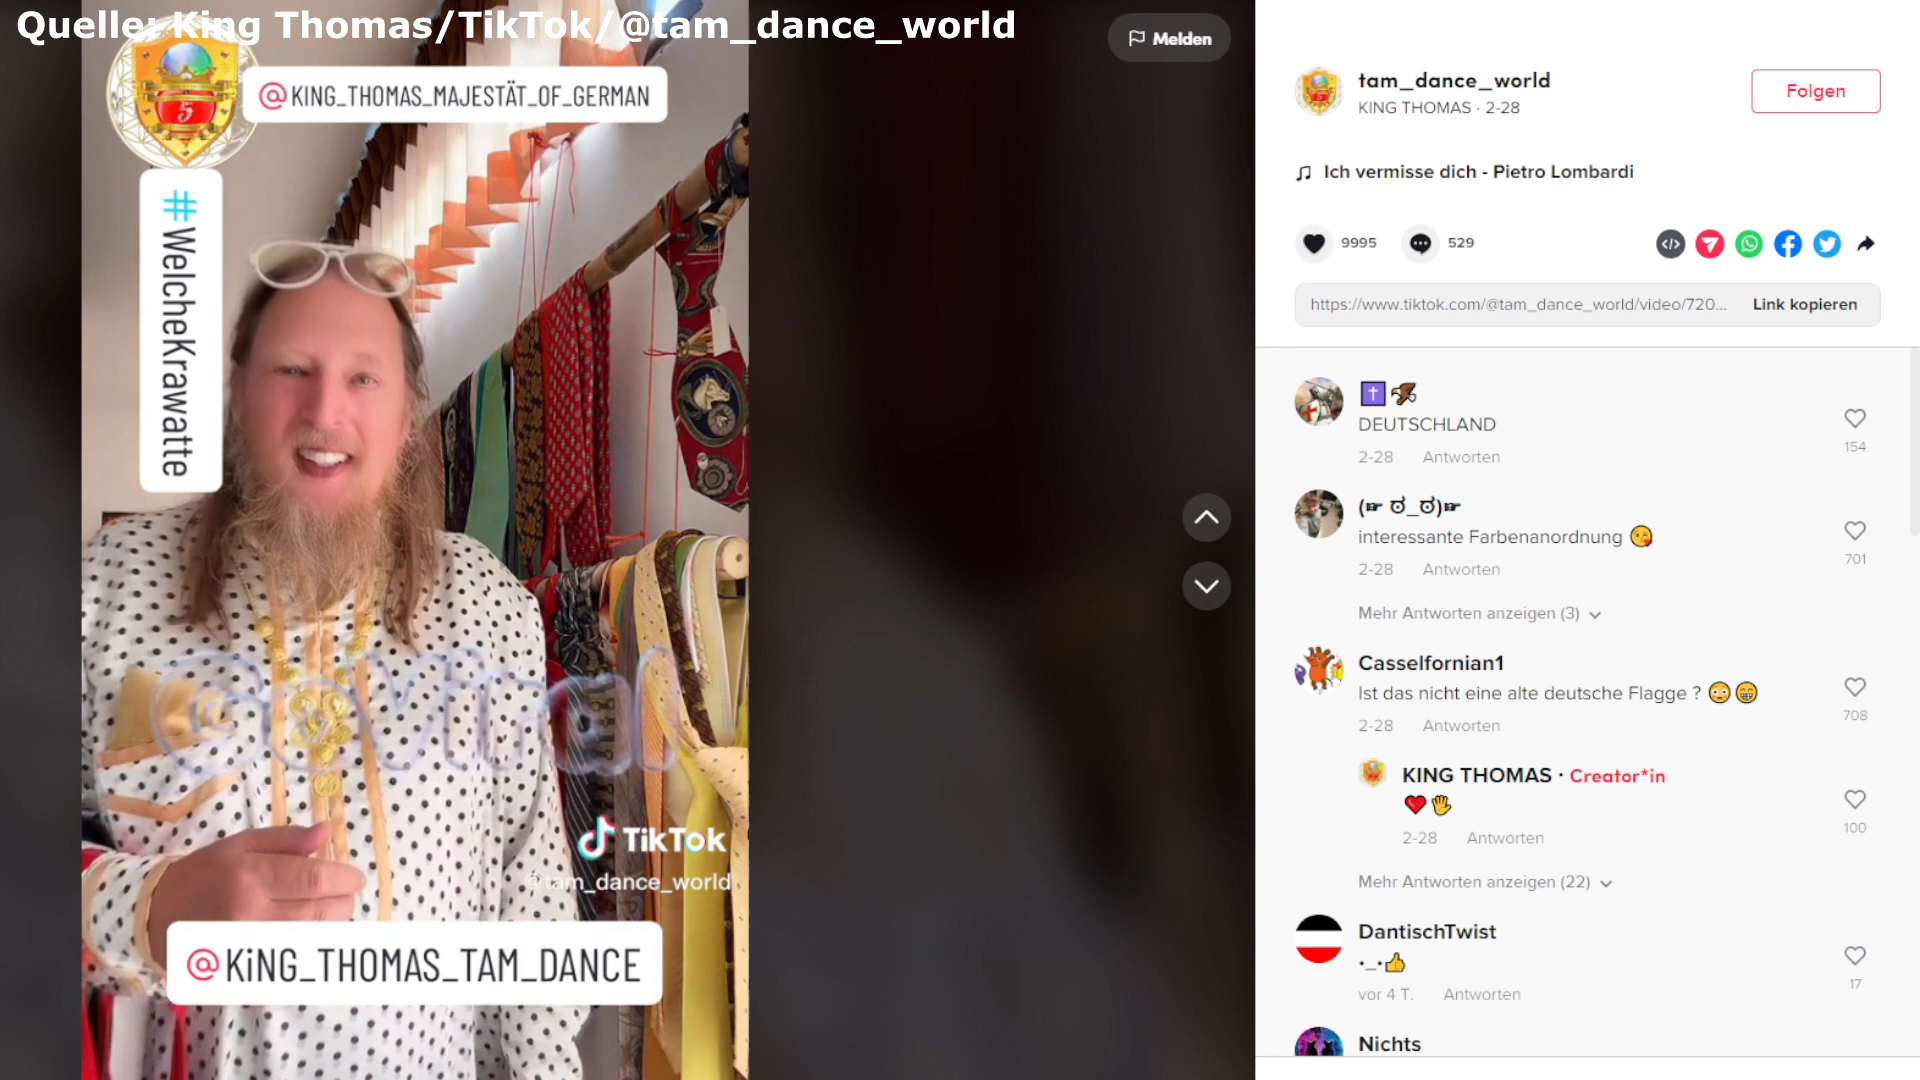 Quelle: King Thomas/TikTok/@tam_dance_world
@KING_THOMAS_MAJESTÄT_OF_GERMAN
5
#WelcheKrawatte
TikTok
@tam_dance_world
@KiNG_THOMAS_TAM_DANCE
Melden
tam_dance_world
KING THOMAS · 2-28
Folgen
Ich vermisse dich - Pietro Lombardi
9995
529
https://www.tiktok.com/@tam_dance_world/video/720...
Link kopieren
DEUTSCHLAND
154
2-28 Antworten
(☞ ಠ_ಠ)☞
interessante Farbenanordnung 😘
701
2-28 Antworten
Mehr Antworten anzeigen (3)
Casselfornian1
Ist das nicht eine alte deutsche Flagge ? 😳😁
708
2-28 Antworten
KING THOMAS · Creator*in
❤️🖐
100
2-28 Antworten
Mehr Antworten anzeigen (22)
DantischTwist
•_•👍
17
vor 4 T. Antworten
Nichts